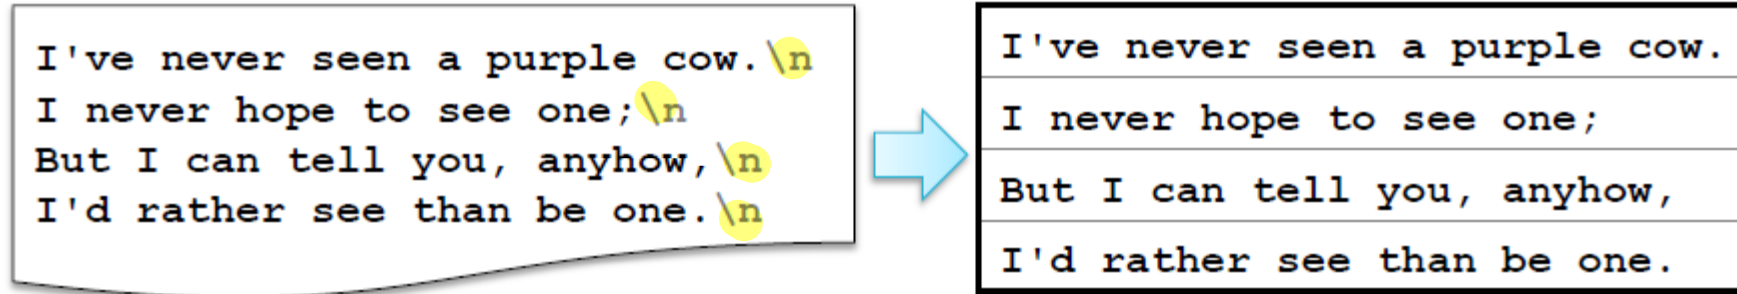 I've never seen a purple cow.\n
I never hope to see one;\n
But I can tell you, anyhow,\n
I'd rather see than be one.\n
I've never seen a purple cow.
I never hope to see one;
But I can tell you, anyhow,
I'd rather see than be one.